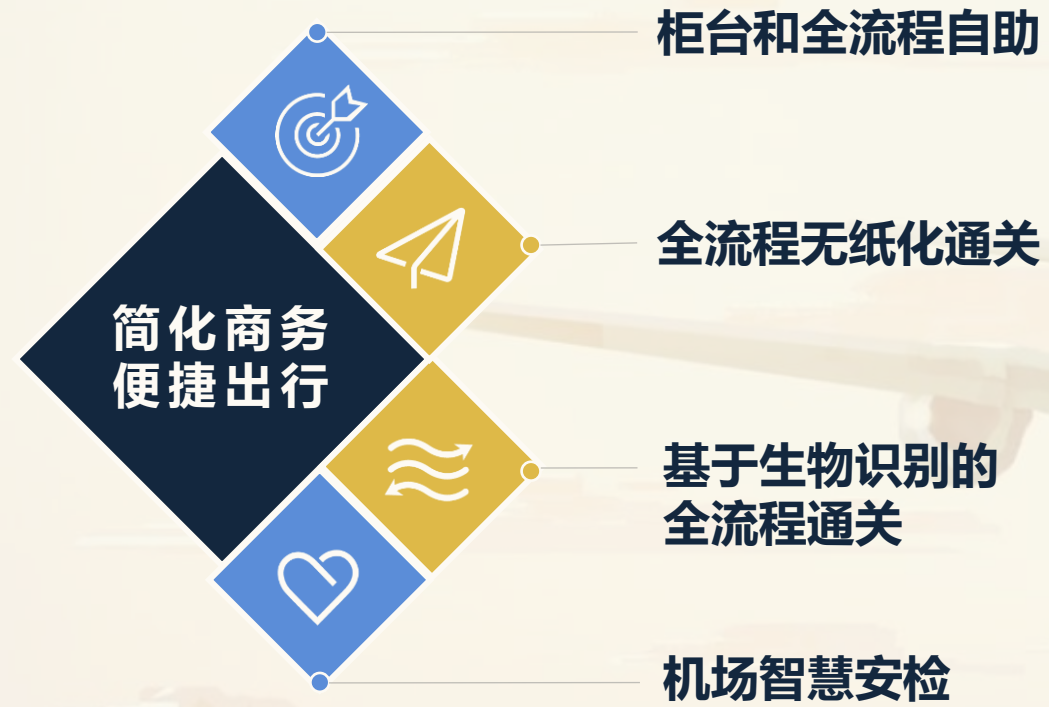 柜台和全流程自助
全流程无纸化通关
简化商务
便捷出行
基于生物识别的
全流程通关
机场智慧安检